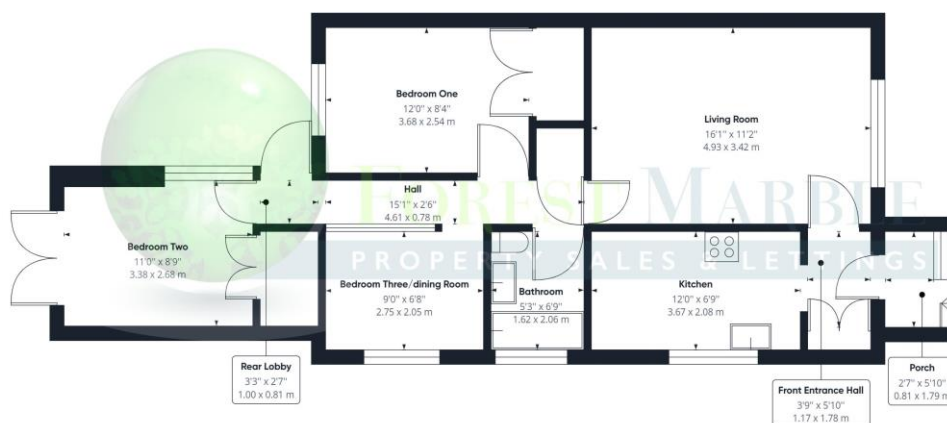 Bedroom One
12'0" x 8'4"
3.68 x 2.54 m
Living Room
16'1" x 11'2"
4.93 x 3.42 m
Hall
15'1" x 2'6"
4.61 x 0.78 m
FOREST MARBLE
PROPERTY SALES & LETTINGS
Bedroom Two
11'0" x 8'9"
3.38 x 2.68 m
Bedroom Three/dining Room
9'0" x 6'8"
2.75 x 2.05 m
Bathroom
5'3" x 6'9"
1.62 x 2.06 m
Kitchen
12'0" x 6'9"
3.67 x 2.08 m
Rear Lobby
3'3" x 2'7"
1.00 x 0.81 m
Front Entrance Hall
3'9" x 5'10"
1.17 x 1.78 m
Porch
2'7" x 5'10"
0.81 x 1.79 m